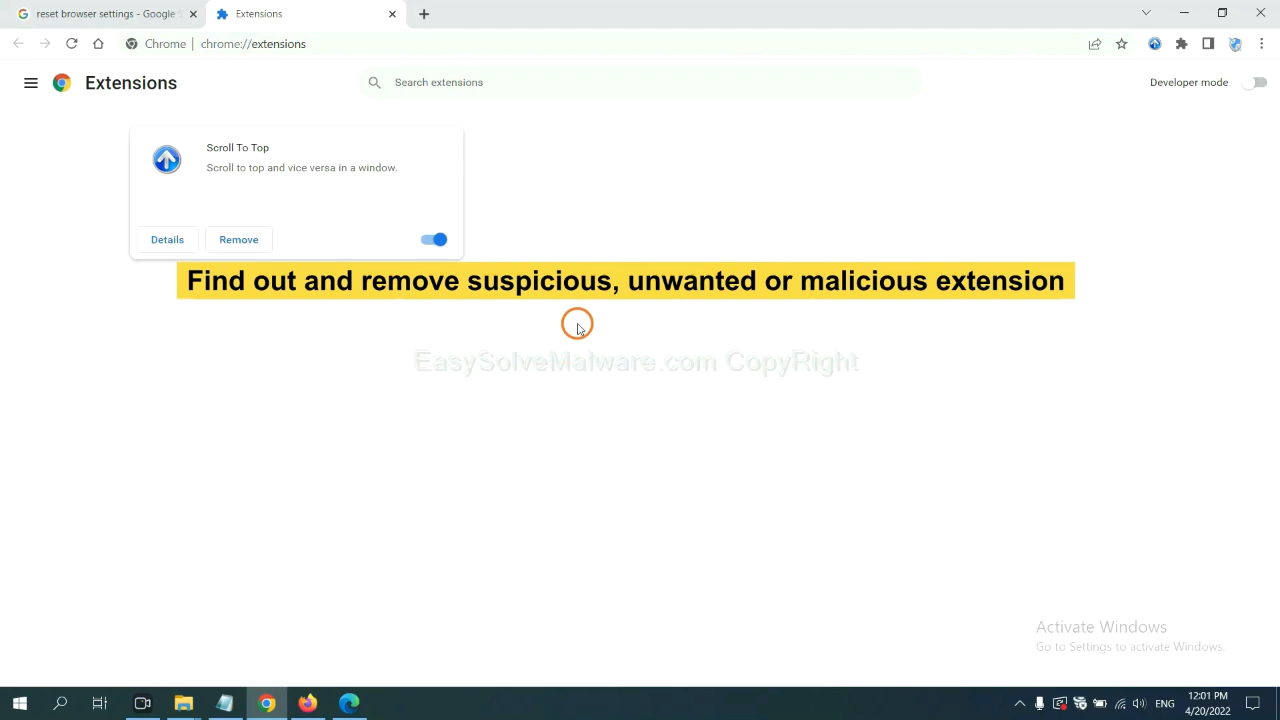 reset browser settings - Google S
Extensions
Chrome | chrome://extensions
Extensions
Search extensions
Developer mode
Scroll To Top
Scroll to top and vice versa in a window.
Details
Remove
Find out and remove suspicious, unwanted or malicious extension
EasySolveMalware.com CopyRight
Activate Windows
Go to Settings to activate Windows.
ENG
12:01 PM
4/20/2022